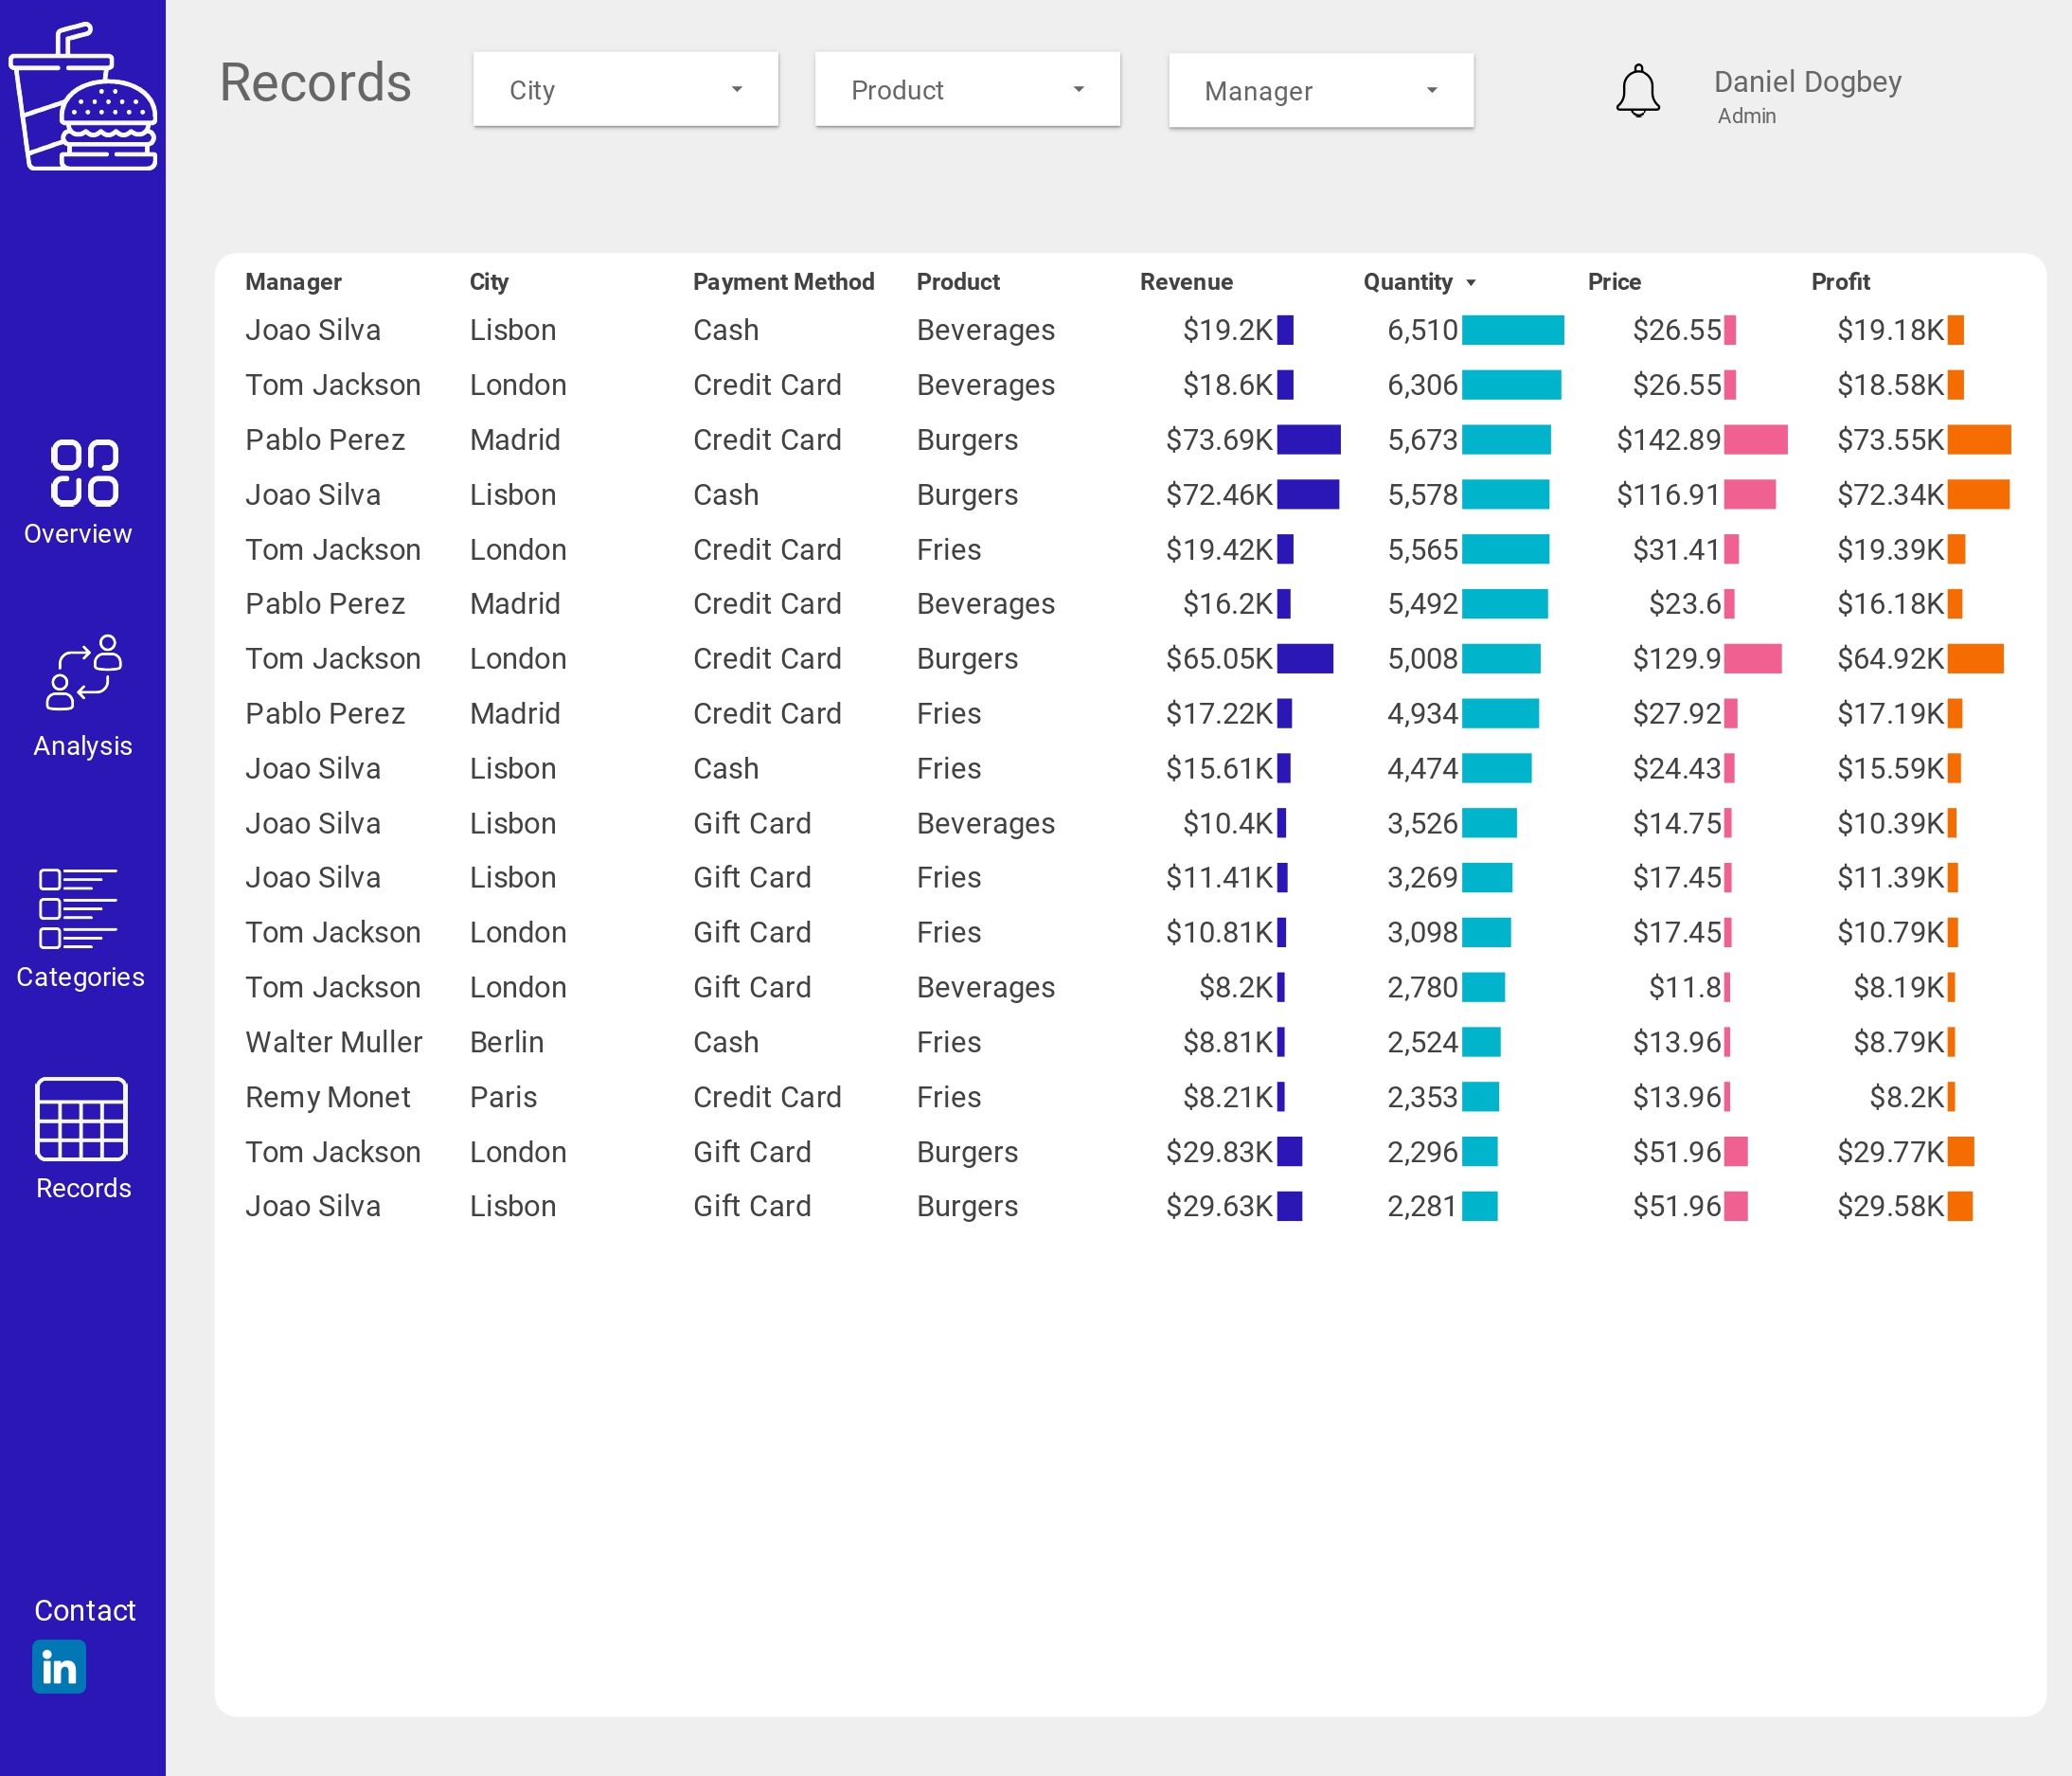 Records
City
Product
Manager
Daniel Dogbey
Admin
Overview
Analysis
Categories
Records
Contact
in
Manager City Payment Method Product Revenue Quantity Price Profit
Joao Silva Lisbon Cash Beverages $19.2K 6,510 $26.55 $19.18K
Tom Jackson London Credit Card Beverages $18.6K 6,306 $26.55 $18.58K
Pablo Perez Madrid Credit Card Burgers $73.69K 5,673 $142.89 $73.55K
Joao Silva Lisbon Cash Burgers $72.46K 5,578 $116.91 $72.34K
Tom Jackson London Credit Card Fries $19.42K 5,565 $31.41 $19.39K
Pablo Perez Madrid Credit Card Beverages $16.2K 5,492 $23.6 $16.18K
Tom Jackson London Credit Card Burgers $65.05K 5,008 $129.9 $64.92K
Pablo Perez Madrid Credit Card Fries $17.22K 4,934 $27.92 $17.19K
Joao Silva Lisbon Cash Fries $15.61K 4,474 $24.43 $15.59K
Joao Silva Lisbon Gift Card Beverages $10.4K 3,526 $14.75 $10.39K
Joao Silva Lisbon Gift Card Fries $11.41K 3,269 $17.45 $11.39K
Tom Jackson London Gift Card Fries $10.81K 3,098 $17.45 $10.79K
Tom Jackson London Gift Card Beverages $8.2K 2,780 $11.8 $8.19K
Walter Muller Berlin Cash Fries $8.81K 2,524 $13.96 $8.79K
Remy Monet Paris Credit Card Fries $8.21K 2,353 $13.96 $8.2K
Tom Jackson London Gift Card Burgers $29.83K 2,296 $51.96 $29.77K
Joao Silva Lisbon Gift Card Burgers $29.63K 2,281 $51.96 $29.58K